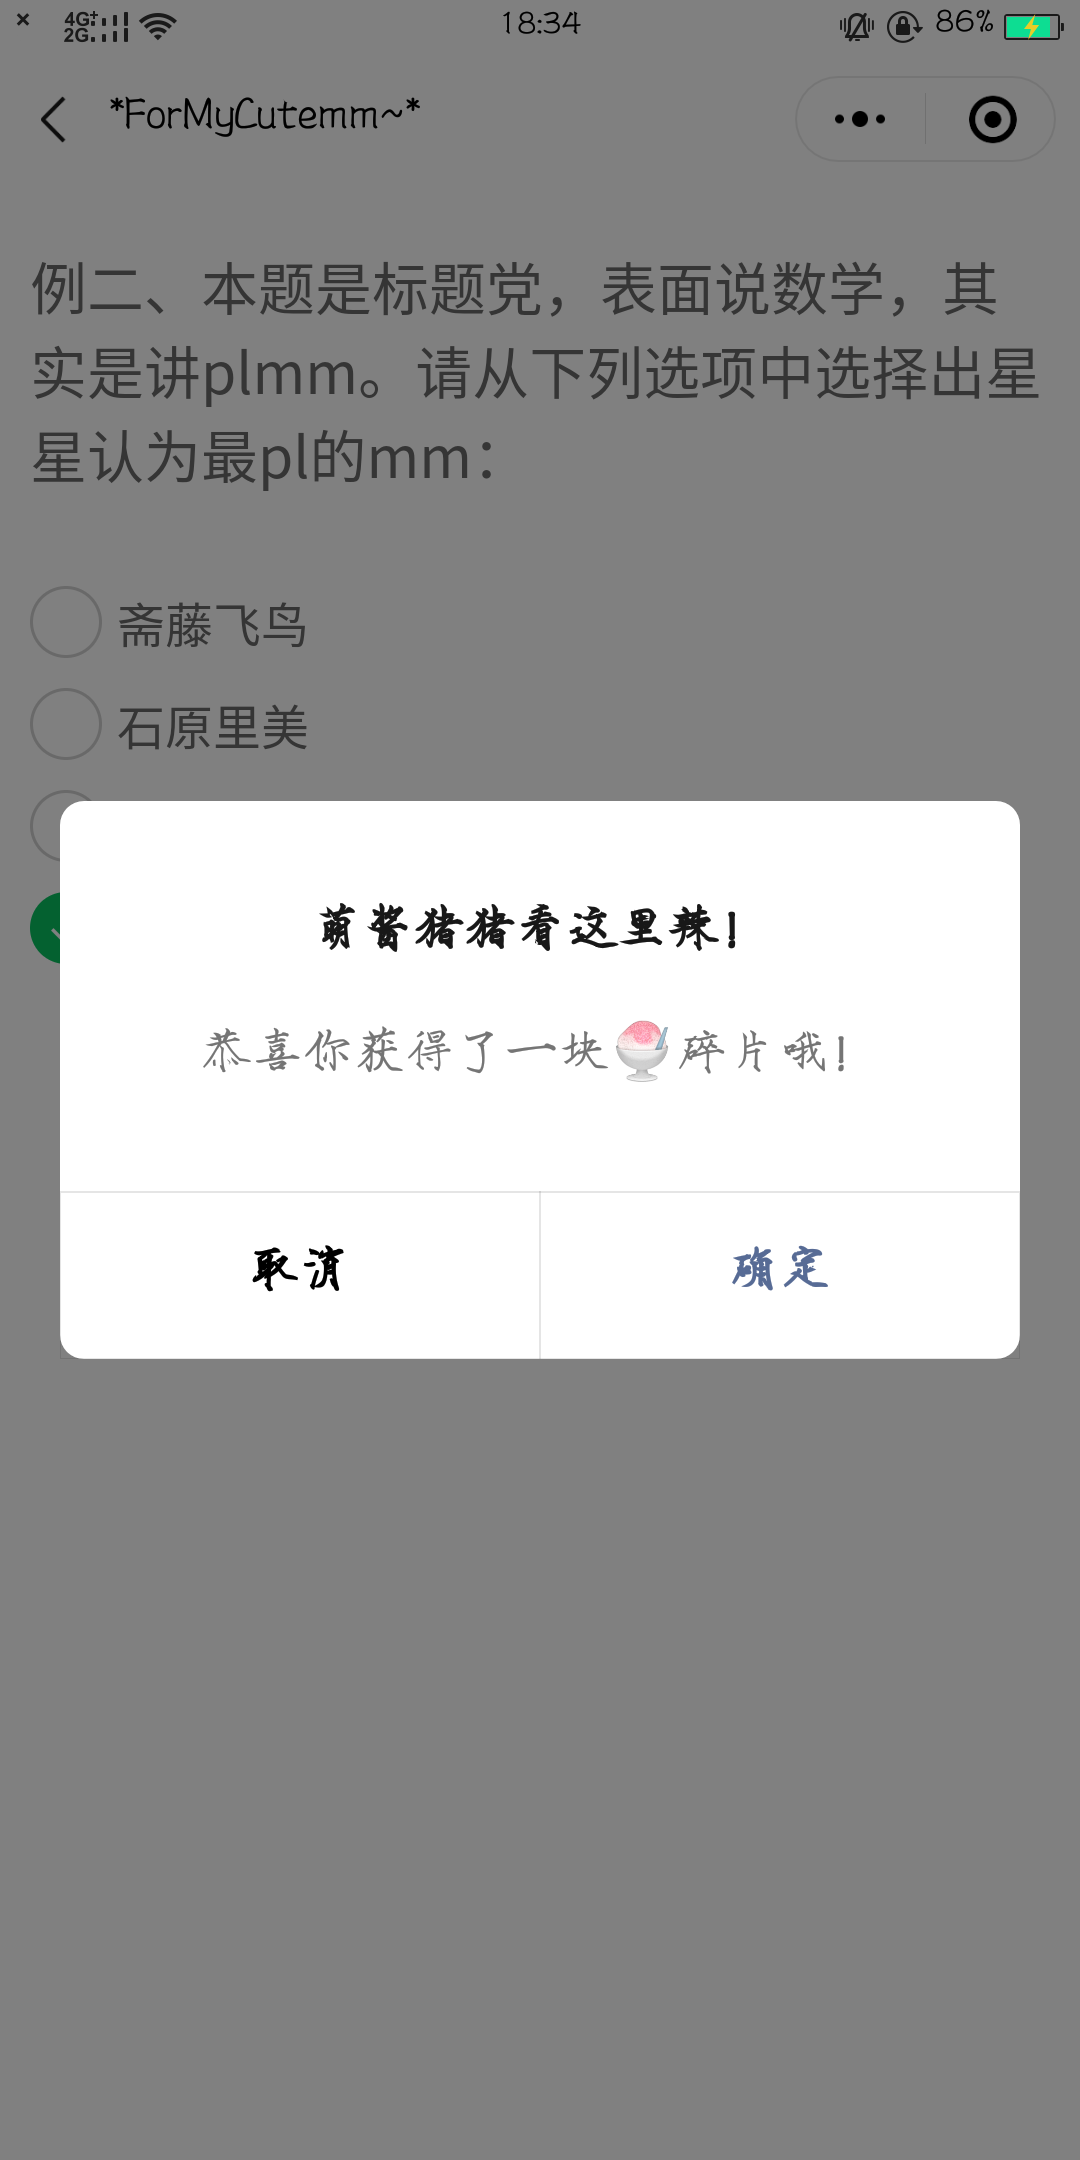 4G+
2G
18:34
86%
*ForMyCutemm~*
例二、本题是标题党，表面说数学，其
实是讲plmm。请从下列选项中选择出星
星认为最pl的mm：
斋藤飞鸟
石原里美
萌酱猪猪看这里辣！
恭喜你获得了一块🍧碎片哦！
取消
确定